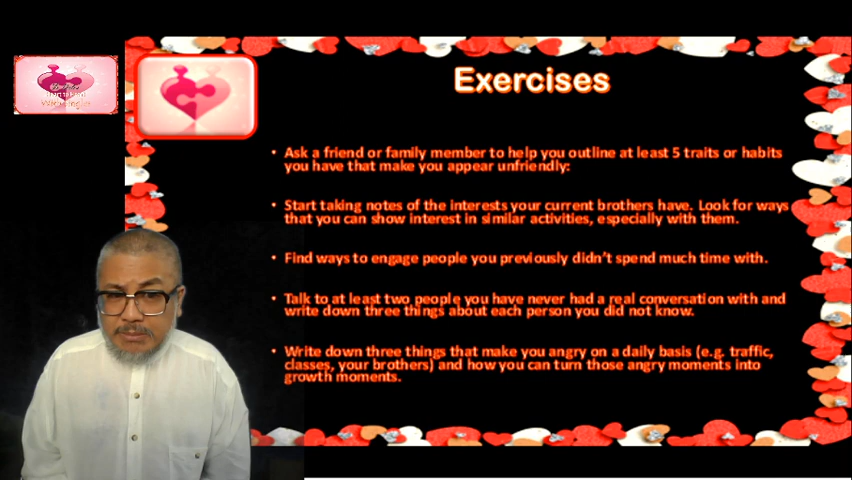 Exercises
• Ask a friend or family member to help you outline at least 5 traits or habits
you have that make you appear unfriendly:
• Start taking notes of the interests your current brothers have. Look for ways
that you can show interest in similar activities, especially with them.
• Find ways to engage people you previously didn’t spend much time with.
• Talk to at least two people you have never had a real conversation with and
write down three things about each person you did not know.
• Write down three things that make you angry on a daily basis (e.g. traffic,
classes, your brothers) and how you can turn those angry moments into
growth moments.